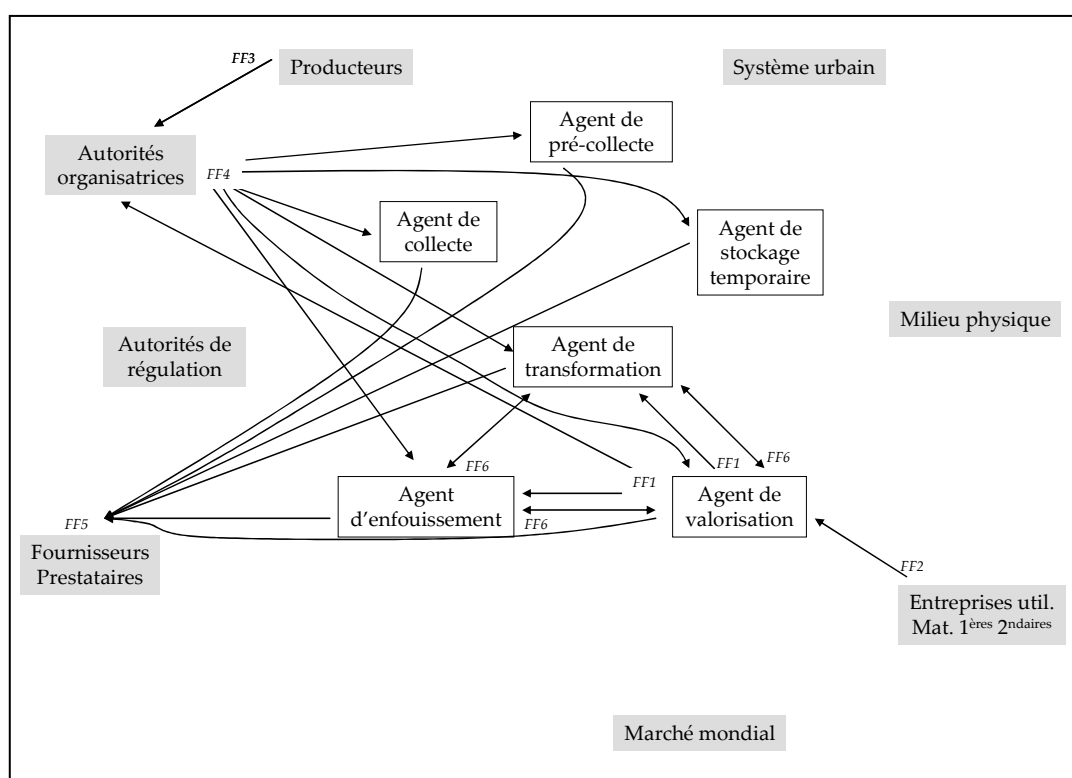 FF3
Producteurs
Système urbain
Agent de
pré-collecte
Autorités
organisatrices
FF4
Agent de
collecte
Agent de
stockage
temporaire
Milieu physique
Autorités de
régulation
Agent de
transformation
FF6
FF1
FF6
FF1
Agent
d'enfouissement
Agent de
valorisation
FF5
FF6
Fournisseurs
Prestataires
FF2
Entreprises util.
Mat. 1ères 2ndaires
Marché mondial